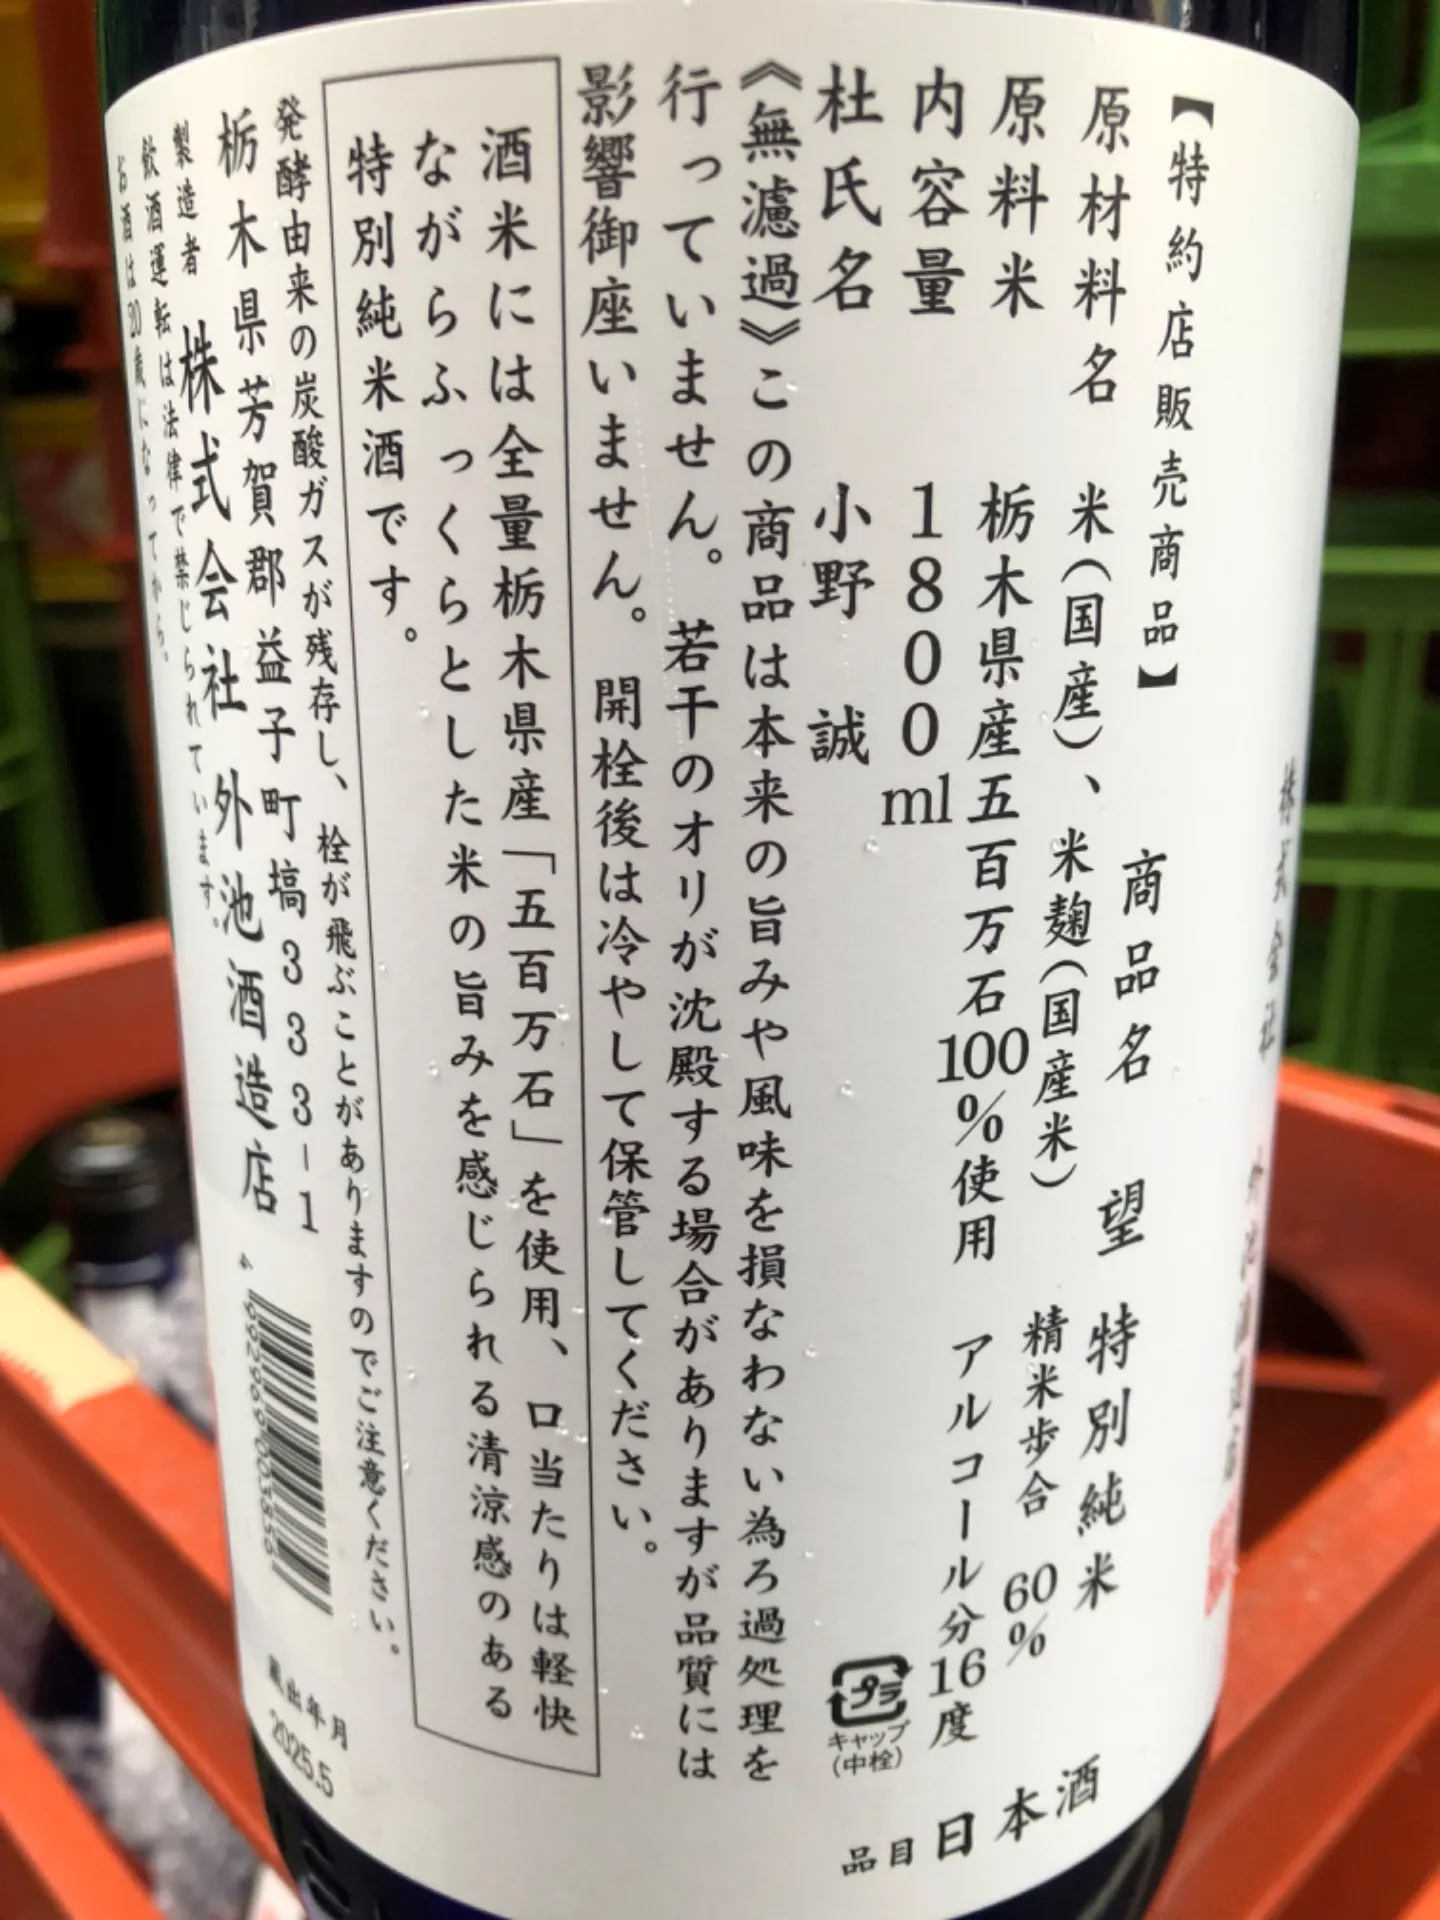 【特約店販売商品】
商品名 望 特別純米
原材料名 米(国産)、米麹(国産米)
精米歩合 60%
原料米 栃木県産五百万石100%使用
アルコール分16度
内容量 1800ml
杜氏名 小野 誠
プラ
キャップ
(中栓)
品目 日本酒
《無濾過》この商品は本来の旨みや風味を損なわない為ろ過処理を
行っていません。若干のオリが沈殿する場合がありますが品質には
影響御座いません。開栓後は冷やして保管してください。
酒米には全量栃木県産「五百万石」を使用、口当たりは軽快
ながらふっくらとした米の旨みを感じられる清涼感のある
特別純米酒です。
発酵由来の炭酸ガスが残存し、栓が飛ぶことがありますのでご注意ください。
栃木県芳賀郡益子町塙333-1
製造者 株式会社 外池酒造店
飲酒運転は法律で禁じられています。
お酒は20歳になってから。
蔵出年月
2025.5
株式会社 外池酒造店